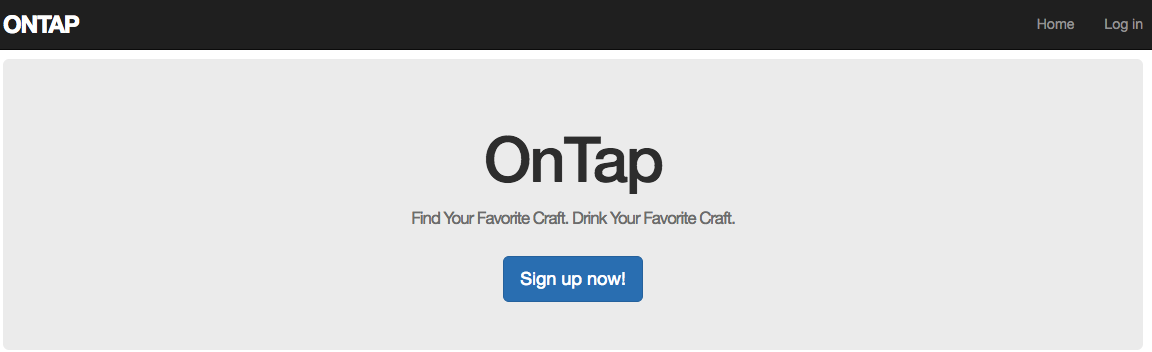 ONTAP
Home
Log in
OnTap
Find Your Favorite Craft. Drink Your Favorite Craft.
Sign up now!